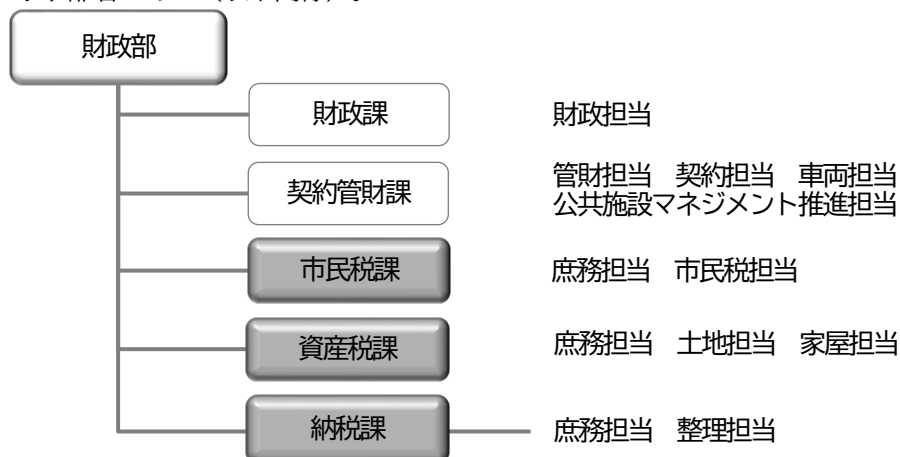 財政部
財政課 財政担当
契約管財課 管財担当 契約担当 車両担当
公共施設マネジメント推進担当
市民税課 庶務担当 市民税担当
資産税課 庶務担当 土地担当 家屋担当
納税課 庶務担当 整理担当